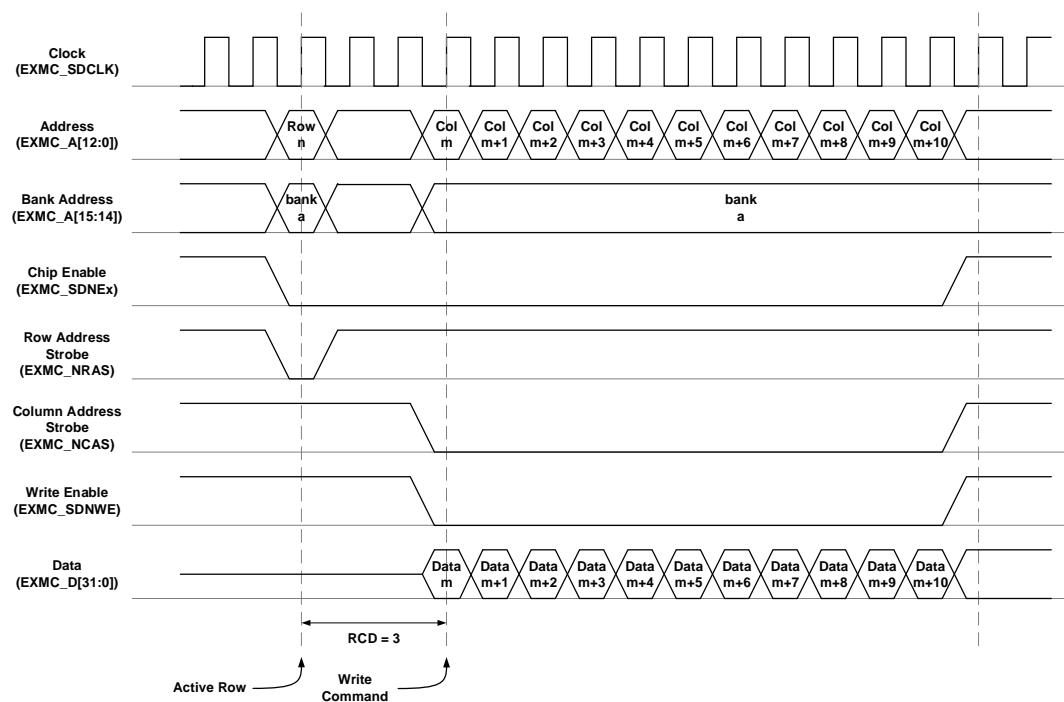 Clock
(EXMC_SDCLK)
Address
(EXMC_A[12:0])
Row
n
Col
m
Col
m+1
Col
m+2
Col
m+3
Col
m+4
Col
m+5
Col
m+6
Col
m+7
Col
m+8
Col
m+9
Col
m+10
Bank Address
(EXMC_A[15:14])
bank
a
bank
a
Chip Enable
(EXMC_SDNEx)
Row Address
Strobe
(EXMC_NRAS)
Column Address
Strobe
(EXMC_NCAS)
Write Enable
(EXMC_SDNWE)
Data
(EXMC_D[31:0])
Data
m
Data
m+1
Data
m+2
Data
m+3
Data
m+4
Data
m+5
Data
m+6
Data
m+7
Data
m+8
Data
m+9
Data
m+10
RCD = 3
Active Row
Write
Command